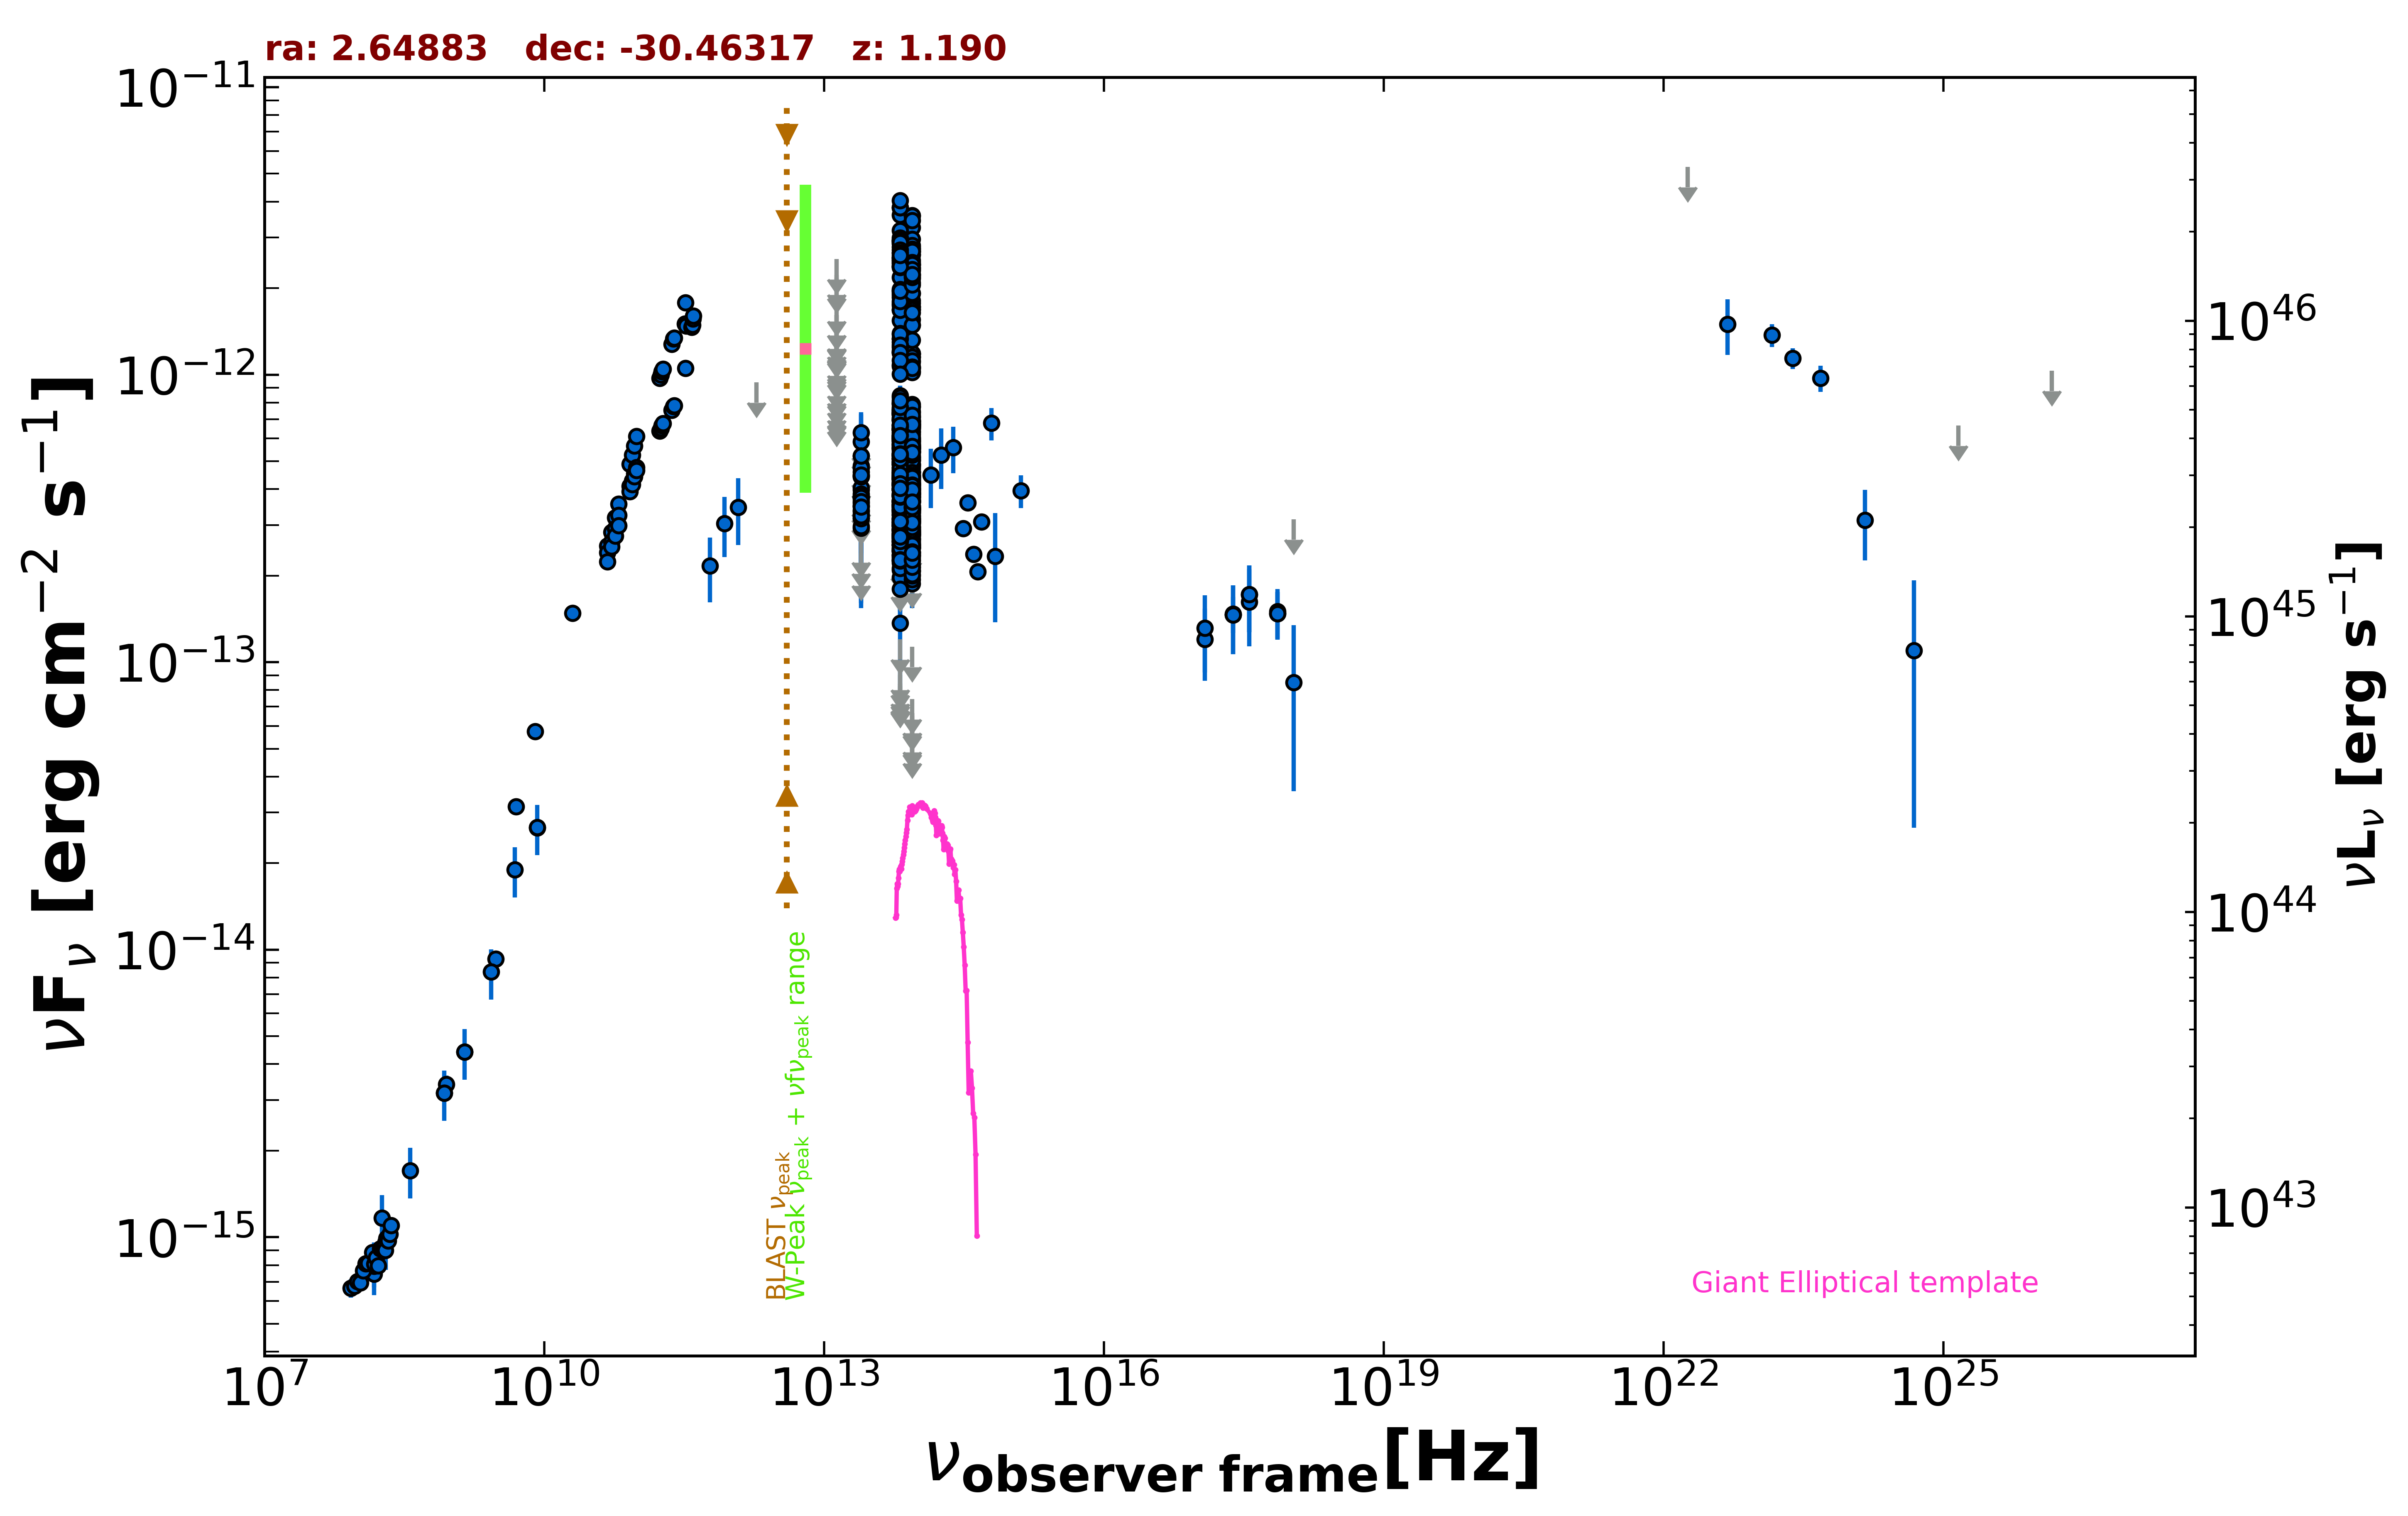 ra: 2.64883   dec: -30.46317   z: 1.190
10⁻¹¹
10⁻¹²
10⁻¹³
10⁻¹⁴
10⁻¹⁵
νFν [erg cm⁻² s⁻¹]
10⁴⁶
10⁴⁵
10⁴⁴
10⁴³
νLν [erg s⁻¹]
BLAST νpeak
W-Peak νpeak + νfνpeak range
Giant Elliptical template
10⁷ 10¹⁰ 10¹³ 10¹⁶ 10¹⁹ 10²² 10²⁵
νobserver frame[Hz]